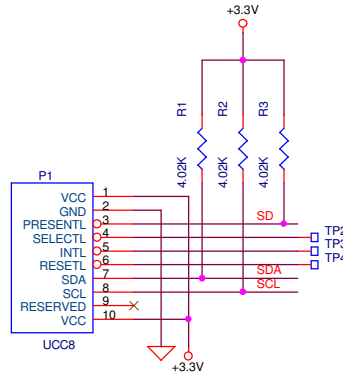 +3.3V
R1
R2
R3
4.02K
4.02K
4.02K
P1
VCC 1
GND 2
PRESENTL 3
SD
SELECTL 4
TP2
INTL 5
TP3
RESETL 6
TP4
SDA 7
SDA
SCL 8
SCL
RESERVED 9
VCC 10
UCC8
+3.3V